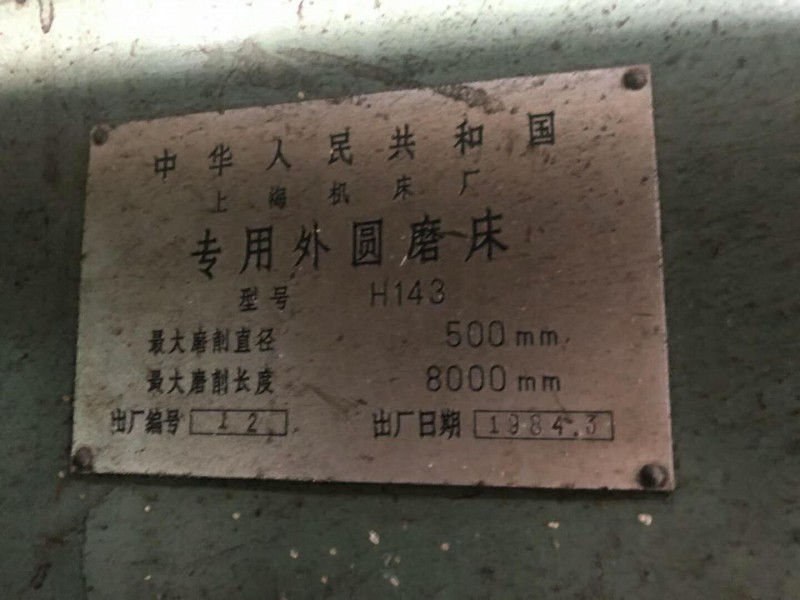 中华人民共和国
上海机床厂
专用外圆磨床
型号 H143
最大磨削直径 500mm
最大磨削长度 8000mm
出厂编号 12 出厂日期 1984.3